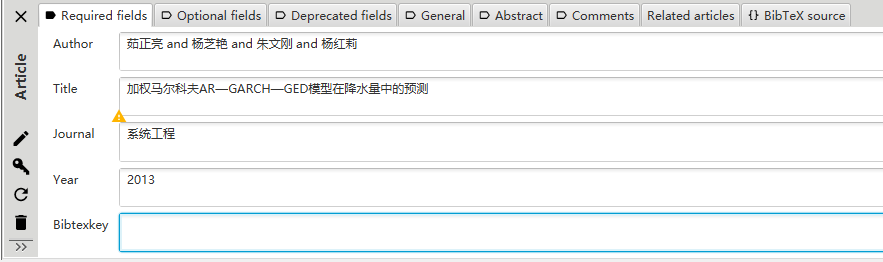 Required fields Optional fields Deprecated fields General Abstract Comments Related articles {} BibTeX source
Article
Author 茹正亮 and 杨芝艳 and 朱文刚 and 杨红莉
Title 加权马尔科夫AR—GARCH—GED模型在降水量中的预测
Journal 系统工程
Year 2013
Bibtexkey
>>